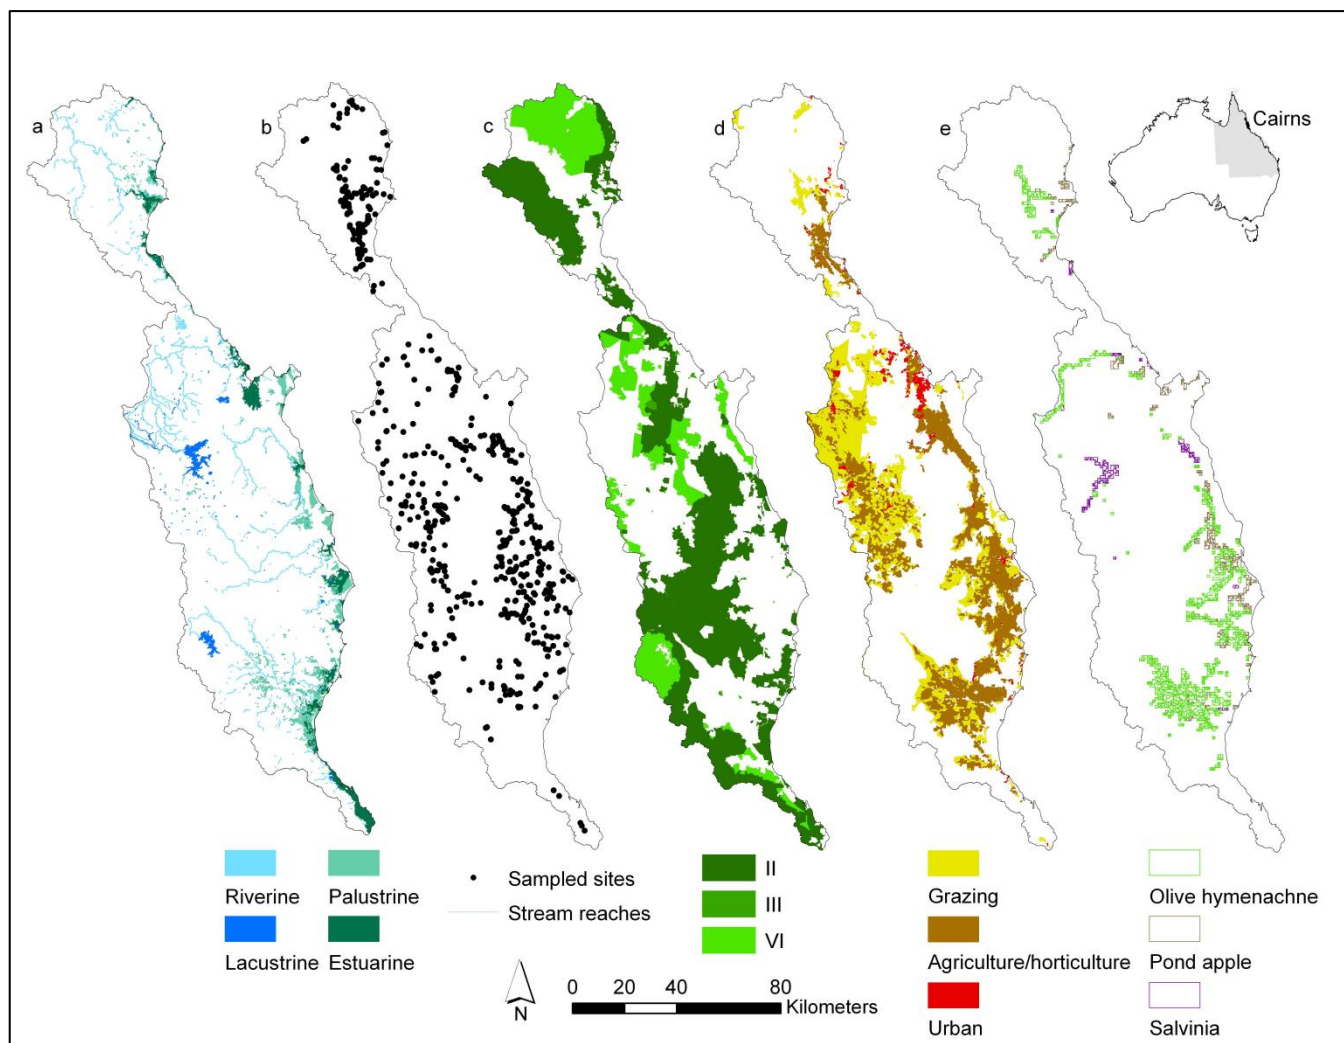 a
b
c
d
e
Cairns
Riverine
Palustrine
Lacustrine
Estuarine
Sampled sites
Stream reaches
II
III
VI
Grazing
Agriculture/horticulture
Urban
Olive hymenachne
Pond apple
Salvinia
N
0 20 40 80
Kilometers